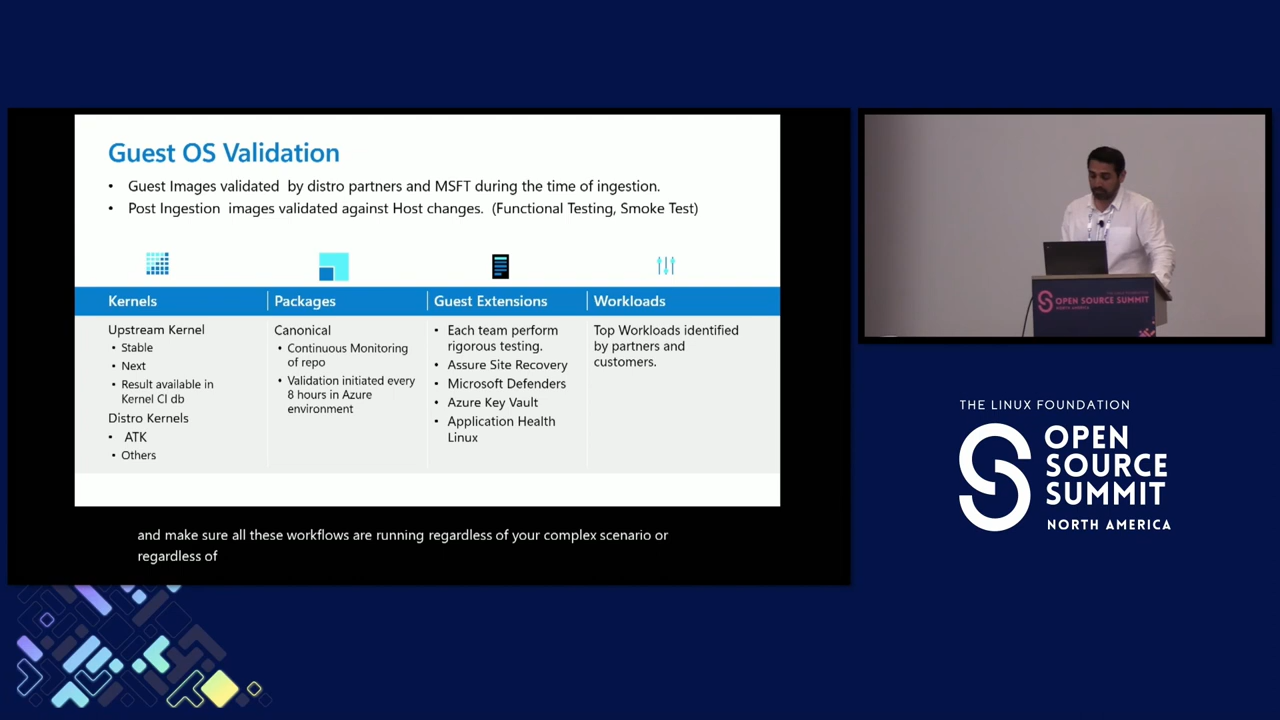 Guest OS Validation
• Guest Images validated by distro partners and MSFT during the time of ingestion.
• Post Ingestion images validated against Host changes. (Functional Testing, Smoke Test)
Kernels
Upstream Kernel
• Stable
• Next
• Result available in
Kernel CI db
Distro Kernels
• ATK
• Others
Packages
Canonical
• Continuous Monitoring
of repo
• Validation initiated every
8 hours in Azure
environment
Guest Extensions
• Each team perform
rigorous testing.
• Assure Site Recovery
• Microsoft Defenders
• Azure Key Vault
• Application Health
Linux
Workloads
Top Workloads identified
by partners and
customers.
and make sure all these workflows are running regardless of your complex scenario or
regardless of
OPEN SOURCE SUMMIT
NORTH AMERICA
THE LINUX FOUNDATION
OPEN
SOURCE
SUMMIT
NORTH AMERICA